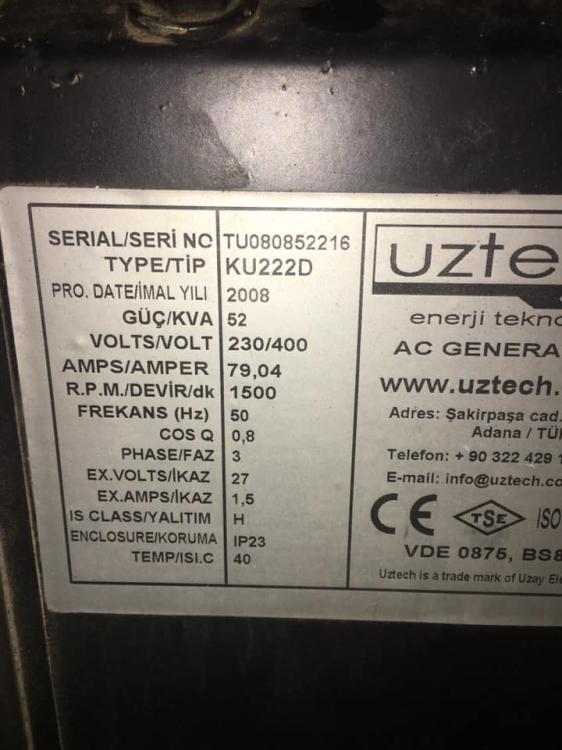 SERIAL/SERİ NO TU080852216
TYPE/TİP KU222D
PRO. DATE/İMAL YILI 2008
GÜÇ/KVA 52
VOLTS/VOLT 230/400
AMPS/AMPER 79,04
R.P.M./DEVİR/dk 1500
FREKANS (Hz) 50
COS Q 0,8
PHASE/FAZ 3
EX.VOLTS/İKAZ 27
EX.AMPS/İKAZ 1,5
IS CLASS/YALITIM H
ENCLOSURE/KORUMA IP23
TEMP/ISI.C 40
uzte
enerji tekno
AC GENERA
www.uztech.
Adres: Şakirpaşa cad.
Adana / TÜ
Telefon: + 90 322 429 1
E-mail: info@uztech.co
CE TSE ISO
VDE 0875, BS
Uztech is a trade mark of Uzay Ele